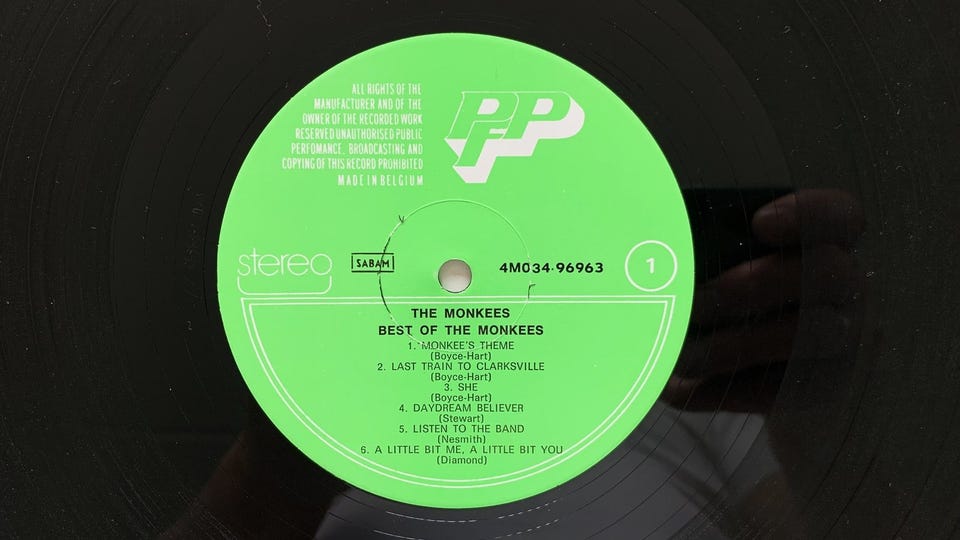 ALL RIGHTS OF THE
MANUFACTURER AND OF THE
OWNER OF THE RECORDED WORK
RESERVED UNAUTHORISED PUBLIC
PERFOMANCE, BROADCASTING AND
COPYING OF THIS RECORD PROHIBITED
MADE IN BELGIUM
PFP
stereo
SABAM
4M034-96963
1
THE MONKEES
BEST OF THE MONKEES
1. MONKEE'S THEME
(Boyce-Hart)
2. LAST TRAIN TO CLARKSVILLE
(Boyce-Hart)
3. SHE
(Boyce-Hart)
4. DAYDREAM BELIEVER
(Stewart)
5. LISTEN TO THE BAND
(Nesmith)
6. A LITTLE BIT ME, A LITTLE BIT YOU
(Diamond)